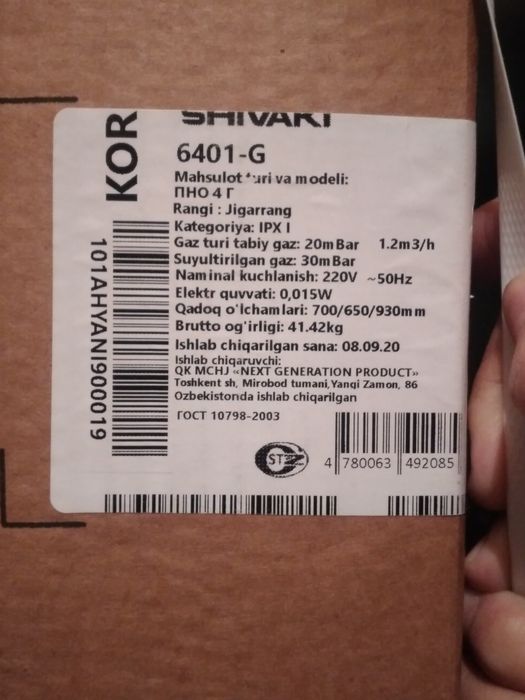 SHIVAKI
6401-G
Mahsulot turi va modeli:
ПНО 4 Г
Rangi : Jigarrang
Kategoriya: IPX I
Gaz turi tabiy gaz: 20mBar 1.2m3/h
Suyultirilgan gaz: 30mBar
Naminal kuchlanish: 220V ~50Hz
Elektr quvvati: 0,015W
Qadoq o'lchamlari: 700/650/930mm
Brutto og'irligi: 41.42kg
Ishlab chiqarilgan sana: 08.09.20
Ishlab chiqaruvchi:
QK MCHJ «NEXT GENERATION PRODUCT»
Toshkent sh, Mirobod tumani, Yangi Zamon, 86
Ozbekistonda ishlab chiqarilgan
ГОСТ 10798-2003
4 780063 492085
KOR
101AHYANI900019